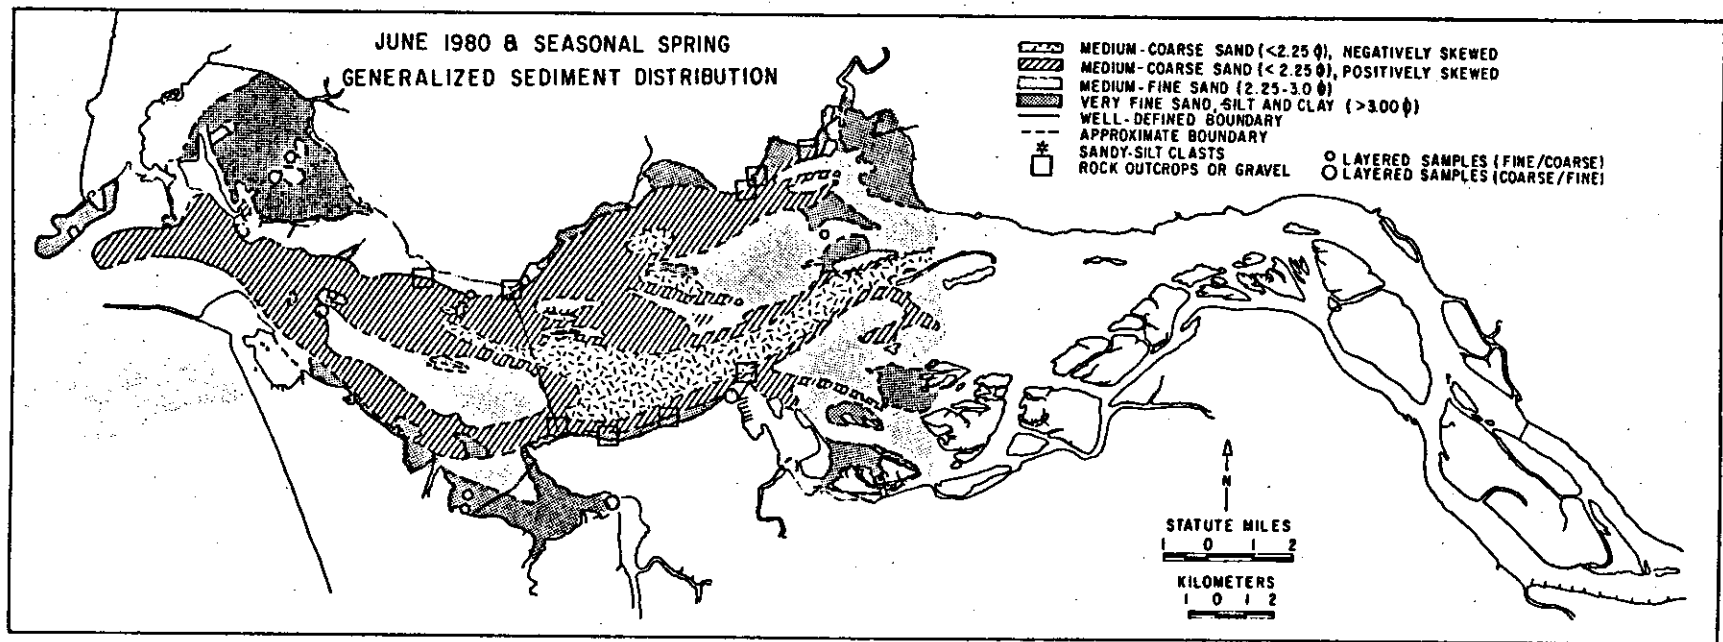 JUNE 1980 & SEASONAL SPRING
GENERALIZED SEDIMENT DISTRIBUTION
MEDIUM-COARSE SAND (<2.25 ϕ), NEGATIVELY SKEWED
MEDIUM-COARSE SAND (<2.25 ϕ), POSITIVELY SKEWED
MEDIUM-FINE SAND (2.25-3.0 ϕ)
VERY FINE SAND, SILT AND CLAY (>3.00 ϕ)
WELL-DEFINED BOUNDARY
APPROXIMATE BOUNDARY
SANDY-SILT CLASTS
ROCK OUTCROPS OR GRAVEL
LAYERED SAMPLES (FINE/COARSE)
LAYERED SAMPLES (COARSE/FINE)
N
STATUTE MILES
1 0 1 2
KILOMETERS
1 0 1 2